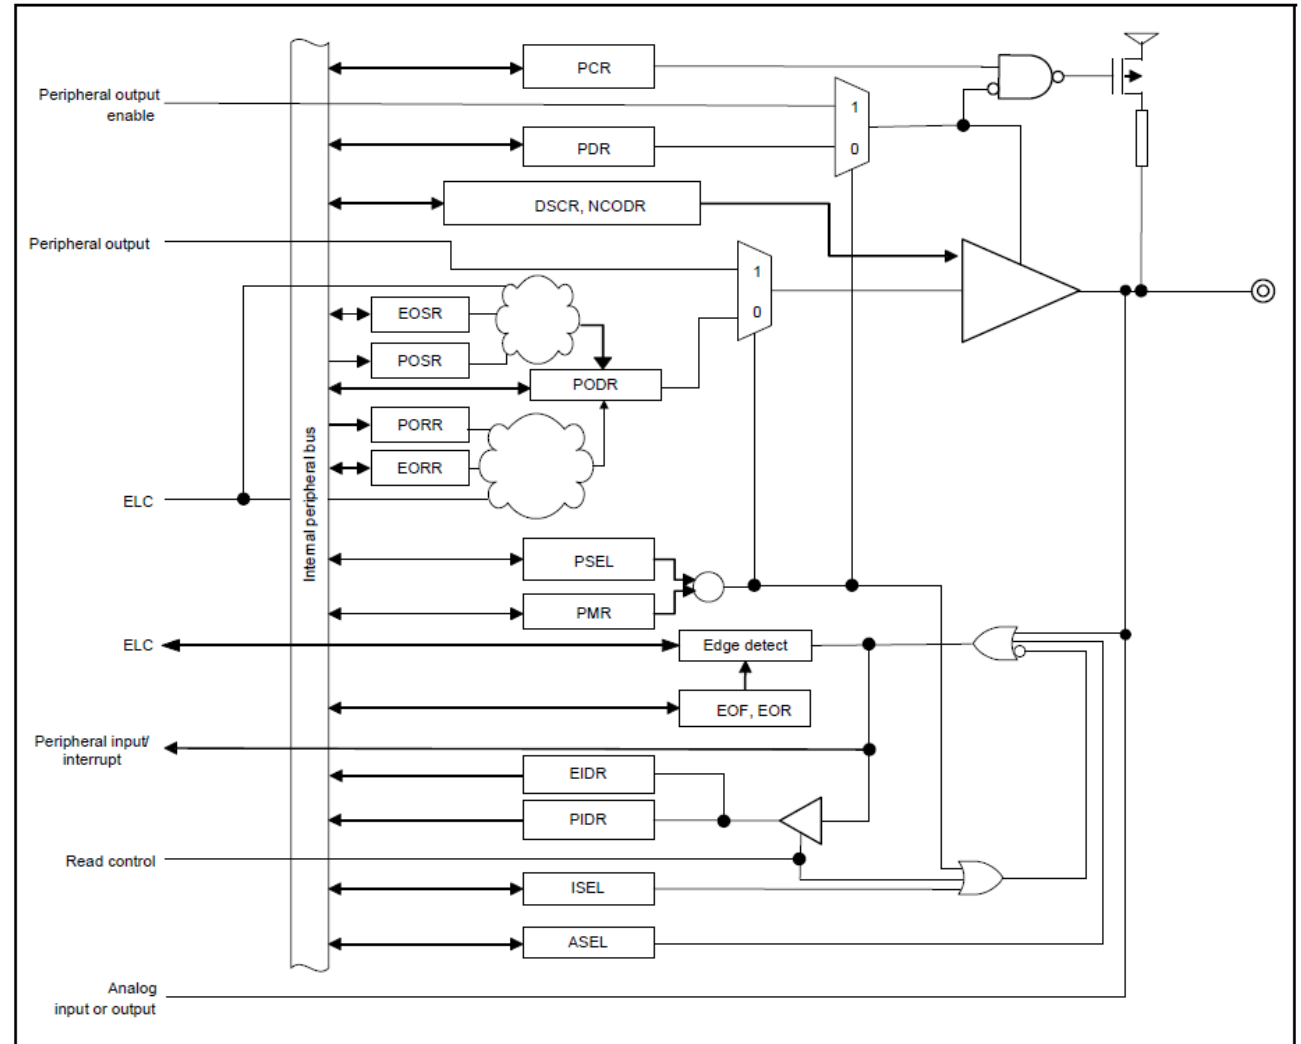 PCR
Peripheral output
enable
1
PDR
0
DSCR, NCODR
Peripheral output
1
EOSR
0
POSR
PODR
PORR
EORR
Internal peripheral bus
ELC
PSEL
PMR
ELC
Edge detect
EOF, EOR
Peripheral input/
interrupt
EIDR
PIDR
Read control
ISEL
ASEL
Analog
input or output